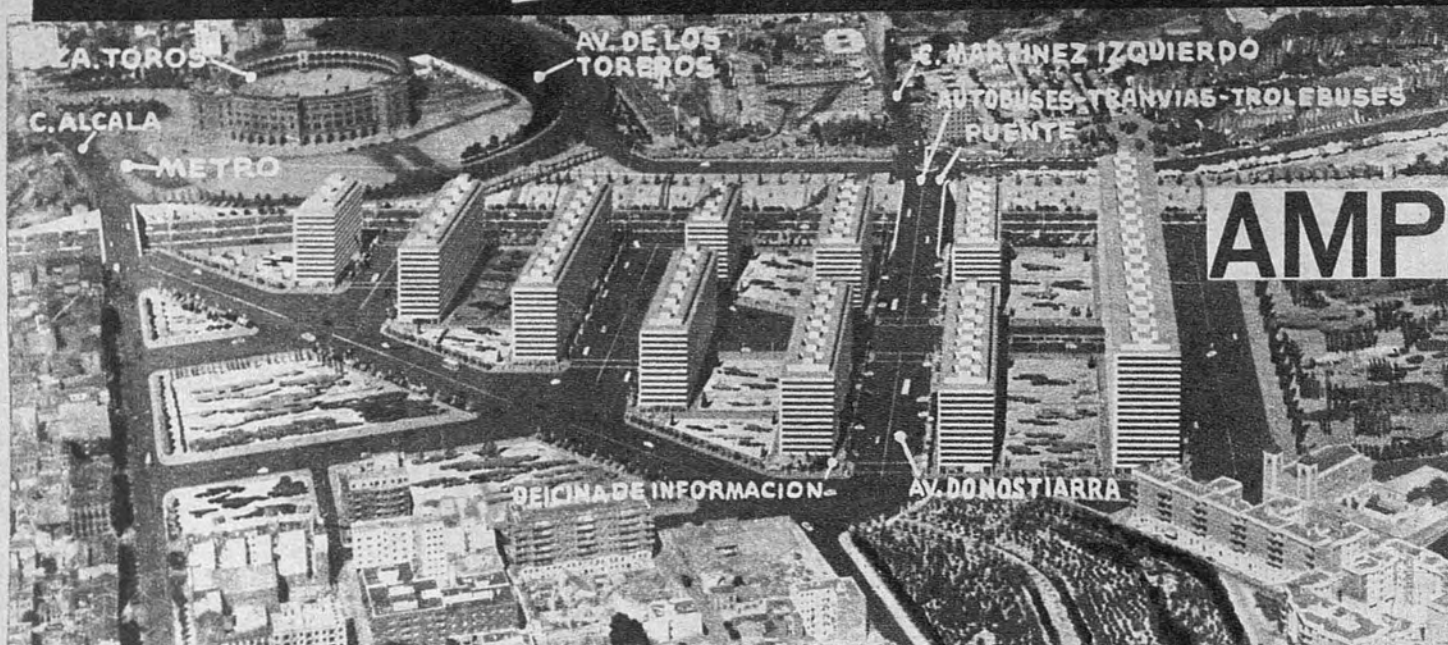 ZA. TOROS
AV. DE LOS
TOREROS
C. MARTINEZ IZQUIERDO
AUTOBUSES-TRANVIAS-TROLEBUSES
PUENTE
C. ALCALA
METRO
AMP
OFICINA DE INFORMACION
AV. DONOSTIARRA